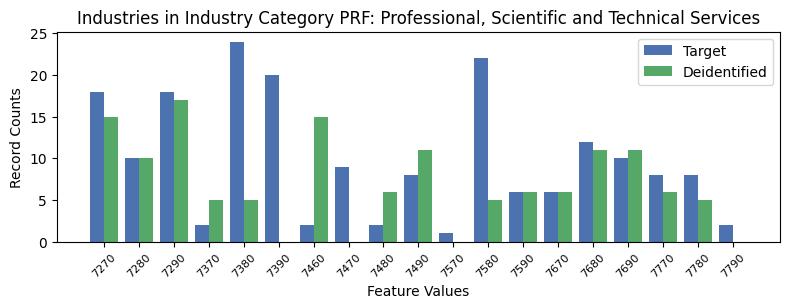 Industries in Industry Category PRF: Professional, Scientific and Technical Services
Record Counts
25
20
15
10
5
0
Target
Deidentified
7270 7280 7290 7370 7380 7390 7460 7470 7480 7490 7570 7580 7590 7670 7680 7690 7770 7780 7790
Feature Values